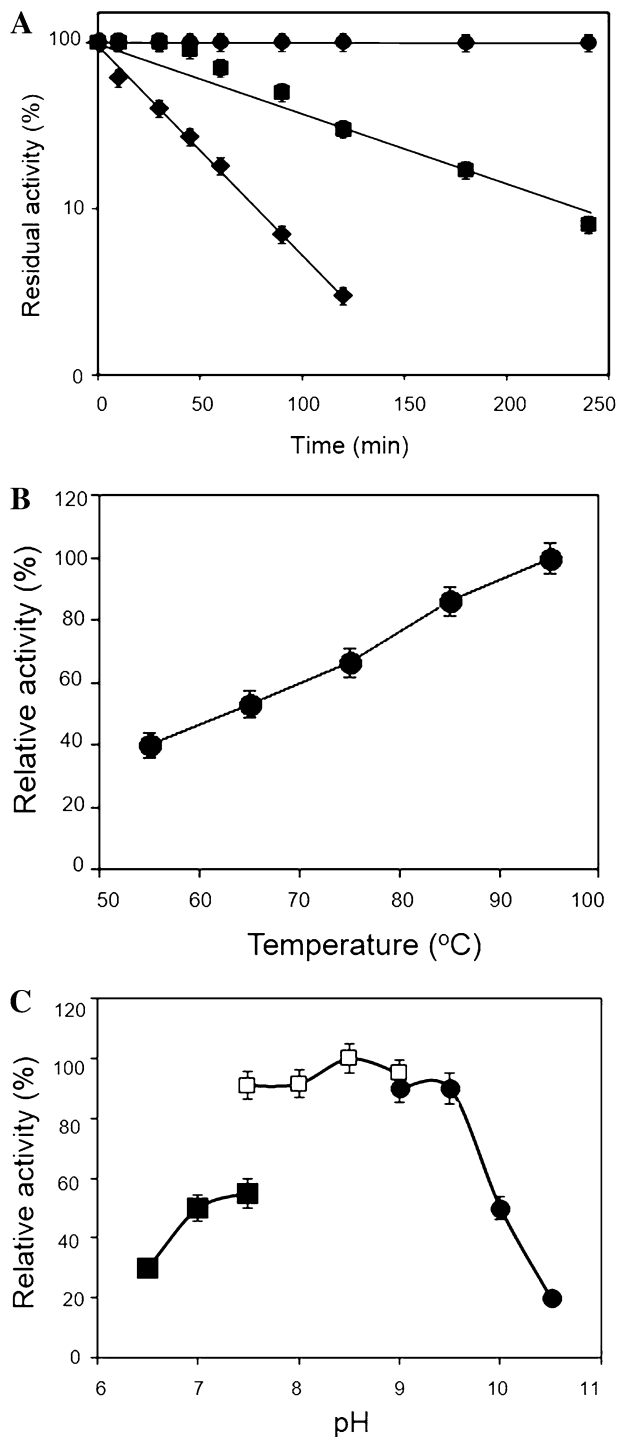 A
100
10
0
Residual activity (%)
0 50 100 150 200 250
Time (min)
B
120
100
80
60
40
20
0
Relative activity (%)
50 60 70 80 90 100
Temperature (°C)
C
120
100
80
60
40
20
0
Relative activity (%)
6 7 8 9 10 11
pH